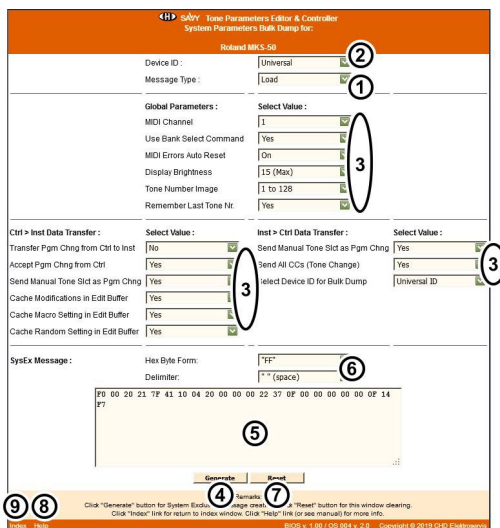 CHD SAVY Tone Parameters Editor & Controller
System Parameters Bulk Dump for:
Roland MKS-50
Device ID : Universal 2
Message Type : Load 1
Global Parameters : Select Value :
MIDI Channel 1
Use Bank Select Command Yes
MIDI Errors Auto Reset On
Display Brightness 15 (Max) 3
Tone Number Image 1 to 128
Remember Last Tone Nr. Yes
Ctrl > Inst Data Transfer : Select Value : Inst > Ctrl Data Transfer : Select Value :
Transfer Pgm Chng from Ctrl to Inst No Send Manual Tone Slct as Pgm Chng Yes
Accept Pgm Chng from Ctrl Yes Send All CCs (Tone Change) Yes 3
Send Manual Tone Slct as Pgm Chng Yes 3 Select Device ID for Bulk Dump Universal ID
Cache Modifications in Edit Buffer Yes
Cache Macro Setting in Edit Buffer Yes
Cache Random Setting in Edit Buffer Yes
SysEx Message : Hex Byte Form: "FF"
Delimiter: " " (space) 6
F0 00 20 21 7F 41 10 04 20 00 00 00 22 37 0F 00 00 00 00 0F 14
F7
5
Generate Reset
4 7
9 8 Remarks:
Click "Generate" button for System Exclusive message creation. Click "Reset" button for this window clearing.
Click "Index" link for return to index window. Click "Help" link (or see manual) for more info.
Index Help BIOS v. 1.00 / OS 004 v. 2.0 Copyright © 2019 CHD Elektroservis